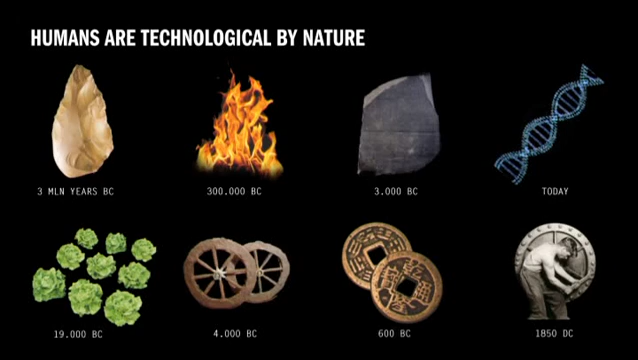 HUMANS ARE TECHNOLOGICAL BY NATURE
3 MLN YEARS BC
300.000 BC
3.000 BC
TODAY
19.000 BC
4.000 BC
600 BC
1850 DC